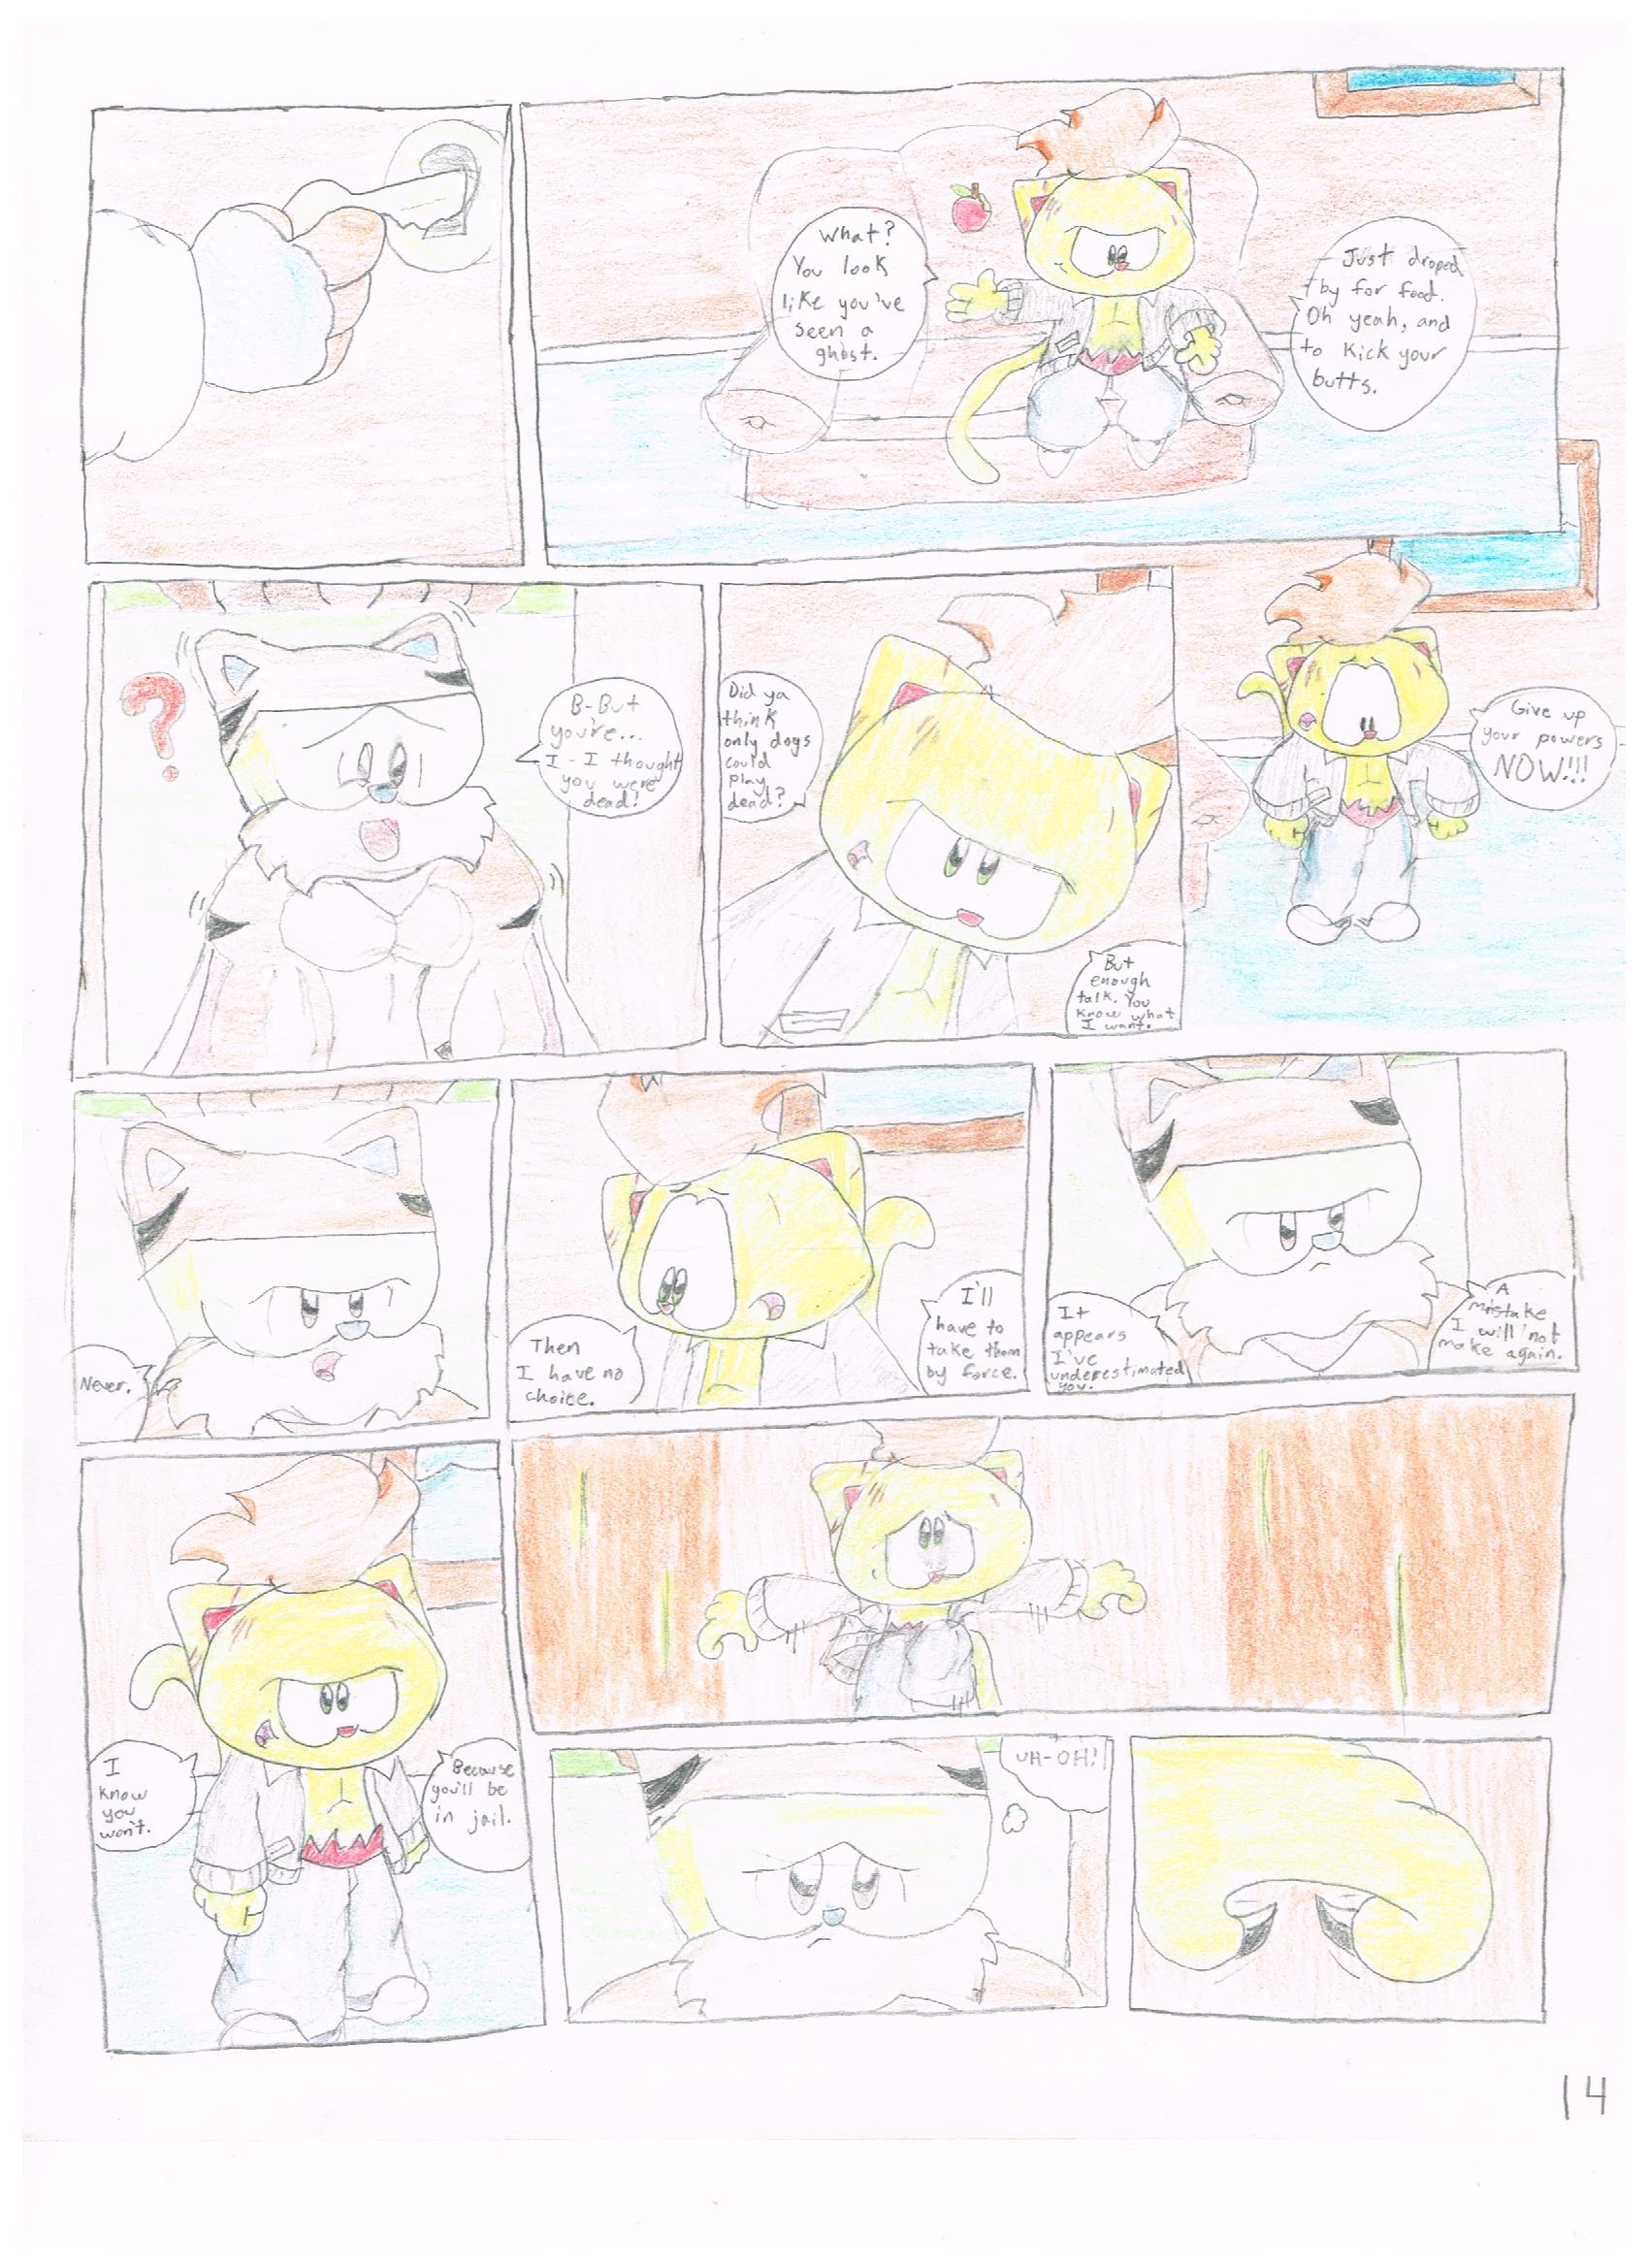 What?
You look
like you've
seen a
ghost.
Just droped
by for food.
Oh yeah, and
to kick your
butts.
?
B-But
you're...
I-I thought
you were
dead!
Did ya
think
only dogs
could
play
dead?
But
enough
talk. You
know what
I want.
Give up
your powers
NOW!!!
Never.
Then
I have no
choice.
I'll
have to
take them
by force.
It
appears
I've
underestimated
you.
A
mistake
I will not
make again.
I
know
you
won't.
Because
you'll be
in jail.
UH-OH!
14